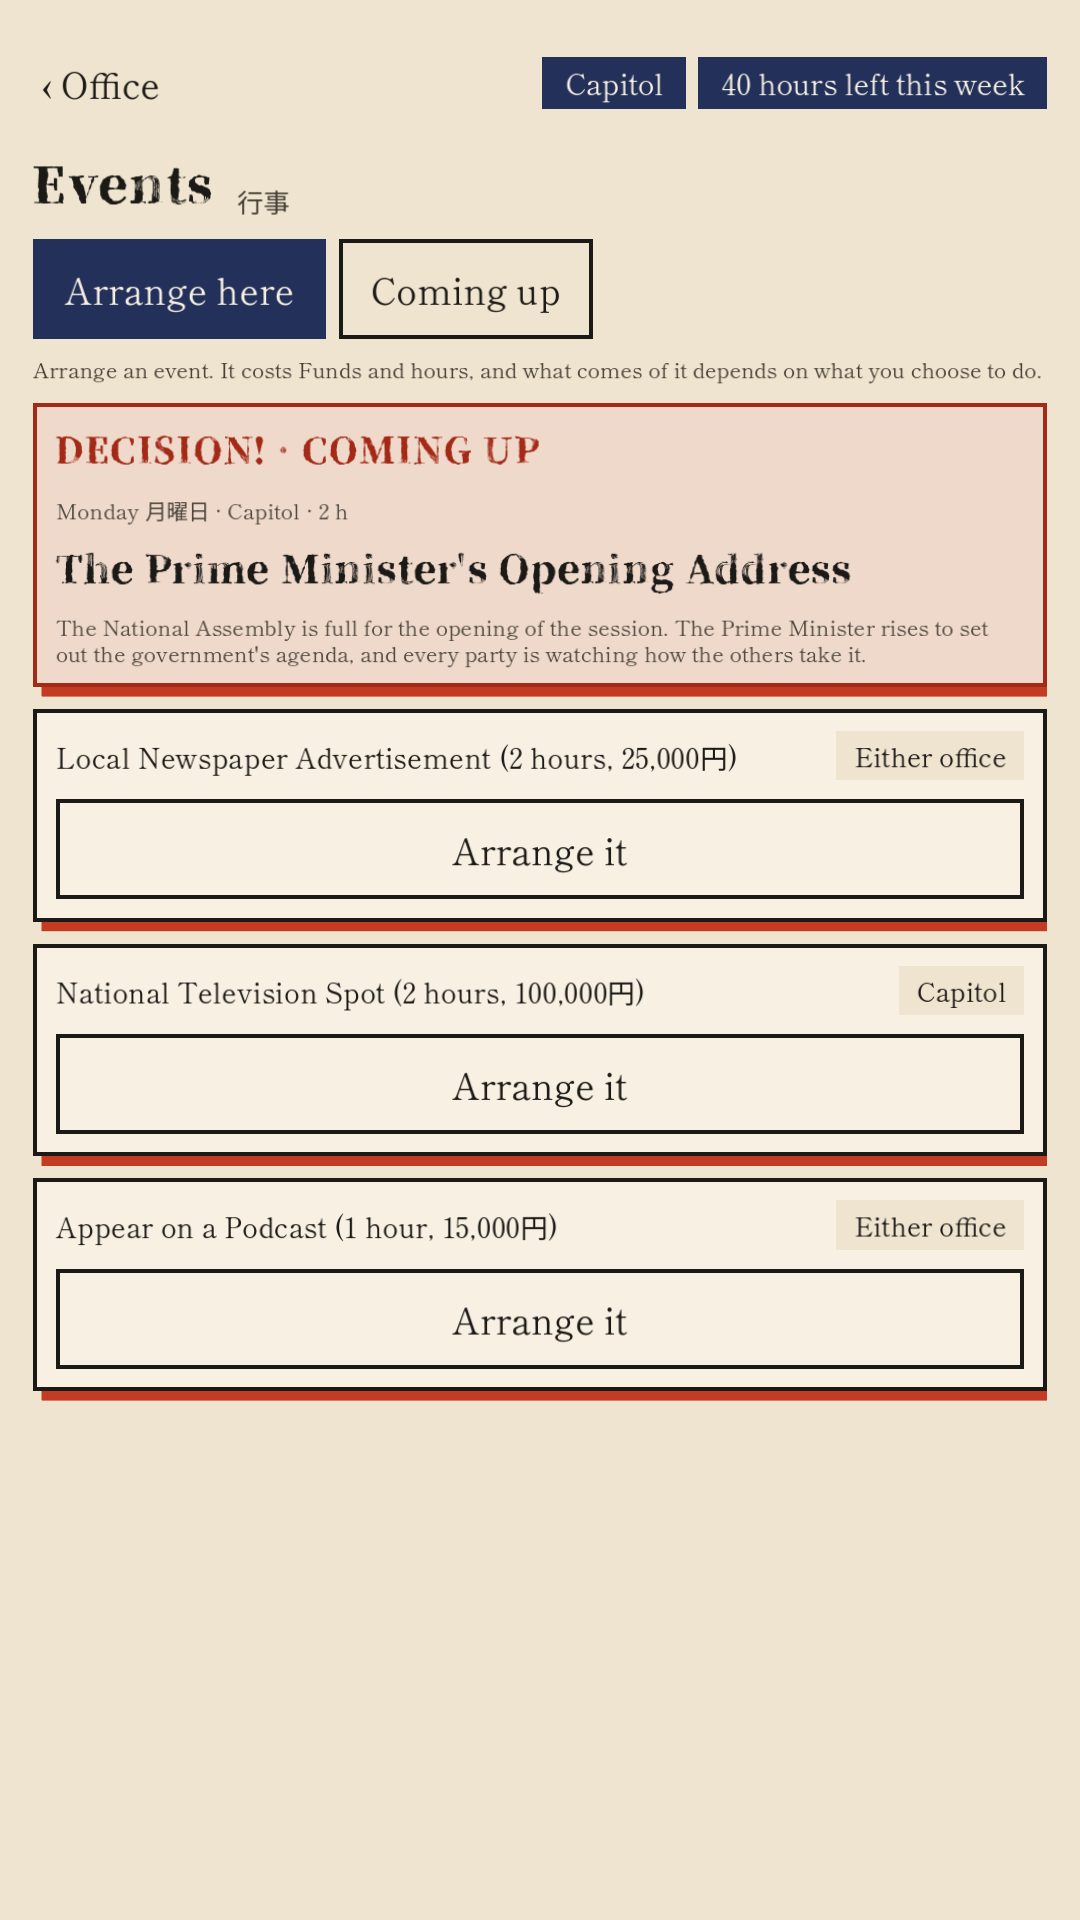 ‹ Office
Capitol
40 hours left this week
Events 行事
Arrange here
Coming up
Arrange an event. It costs Funds and hours, and what comes of it depends on what you choose to do.
DECISION! · COMING UP
Monday 月曜日 · Capitol · 2 h
The Prime Minister's Opening Address
The National Assembly is full for the opening of the session. The Prime Minister rises to set
out the government's agenda, and every party is watching how the others take it.
Local Newspaper Advertisement (2 hours, 25,000円)
Either office
Arrange it
National Television Spot (2 hours, 100,000円)
Capitol
Arrange it
Appear on a Podcast (1 hour, 15,000円)
Either office
Arrange it